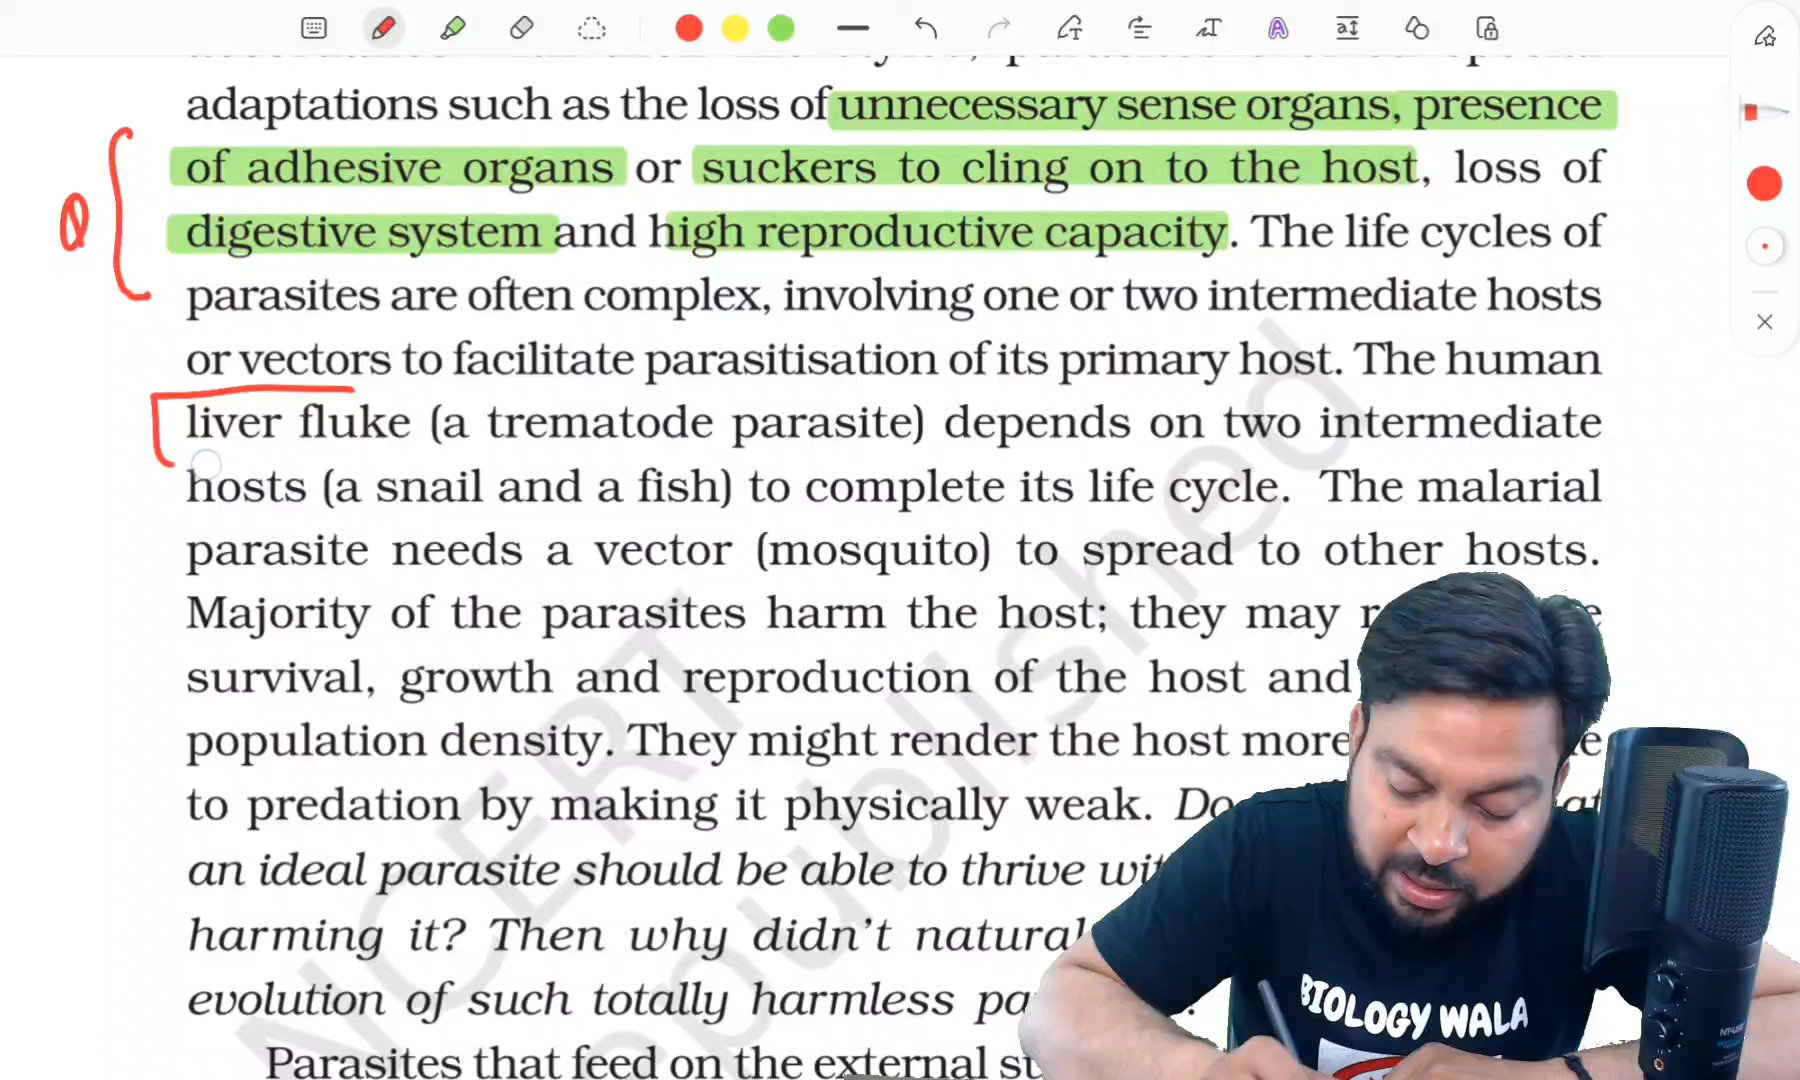 adaptations such as the loss of unnecessary sense organs, presence
of adhesive organs or suckers to cling on to the host, loss of
digestive system and high reproductive capacity. The life cycles of
parasites are often complex, involving one or two intermediate hosts
or vectors to facilitate parasitisation of its primary host. The human
liver fluke (a trematode parasite) depends on two intermediate
hosts (a snail and a fish) to complete its life cycle. The malarial
parasite needs a vector (mosquito) to spread to other hosts.
Majority of the parasites harm the host; they may
survival, growth and reproduction of the host and
population density. They might render the host more
to predation by making it physically weak. Do
an ideal parasite should be able to thrive
harming it? Then why didn't natural
evolution of such totally harmless
Parasites that feed on the external
NCERT
republished
BIOLOGY WALA